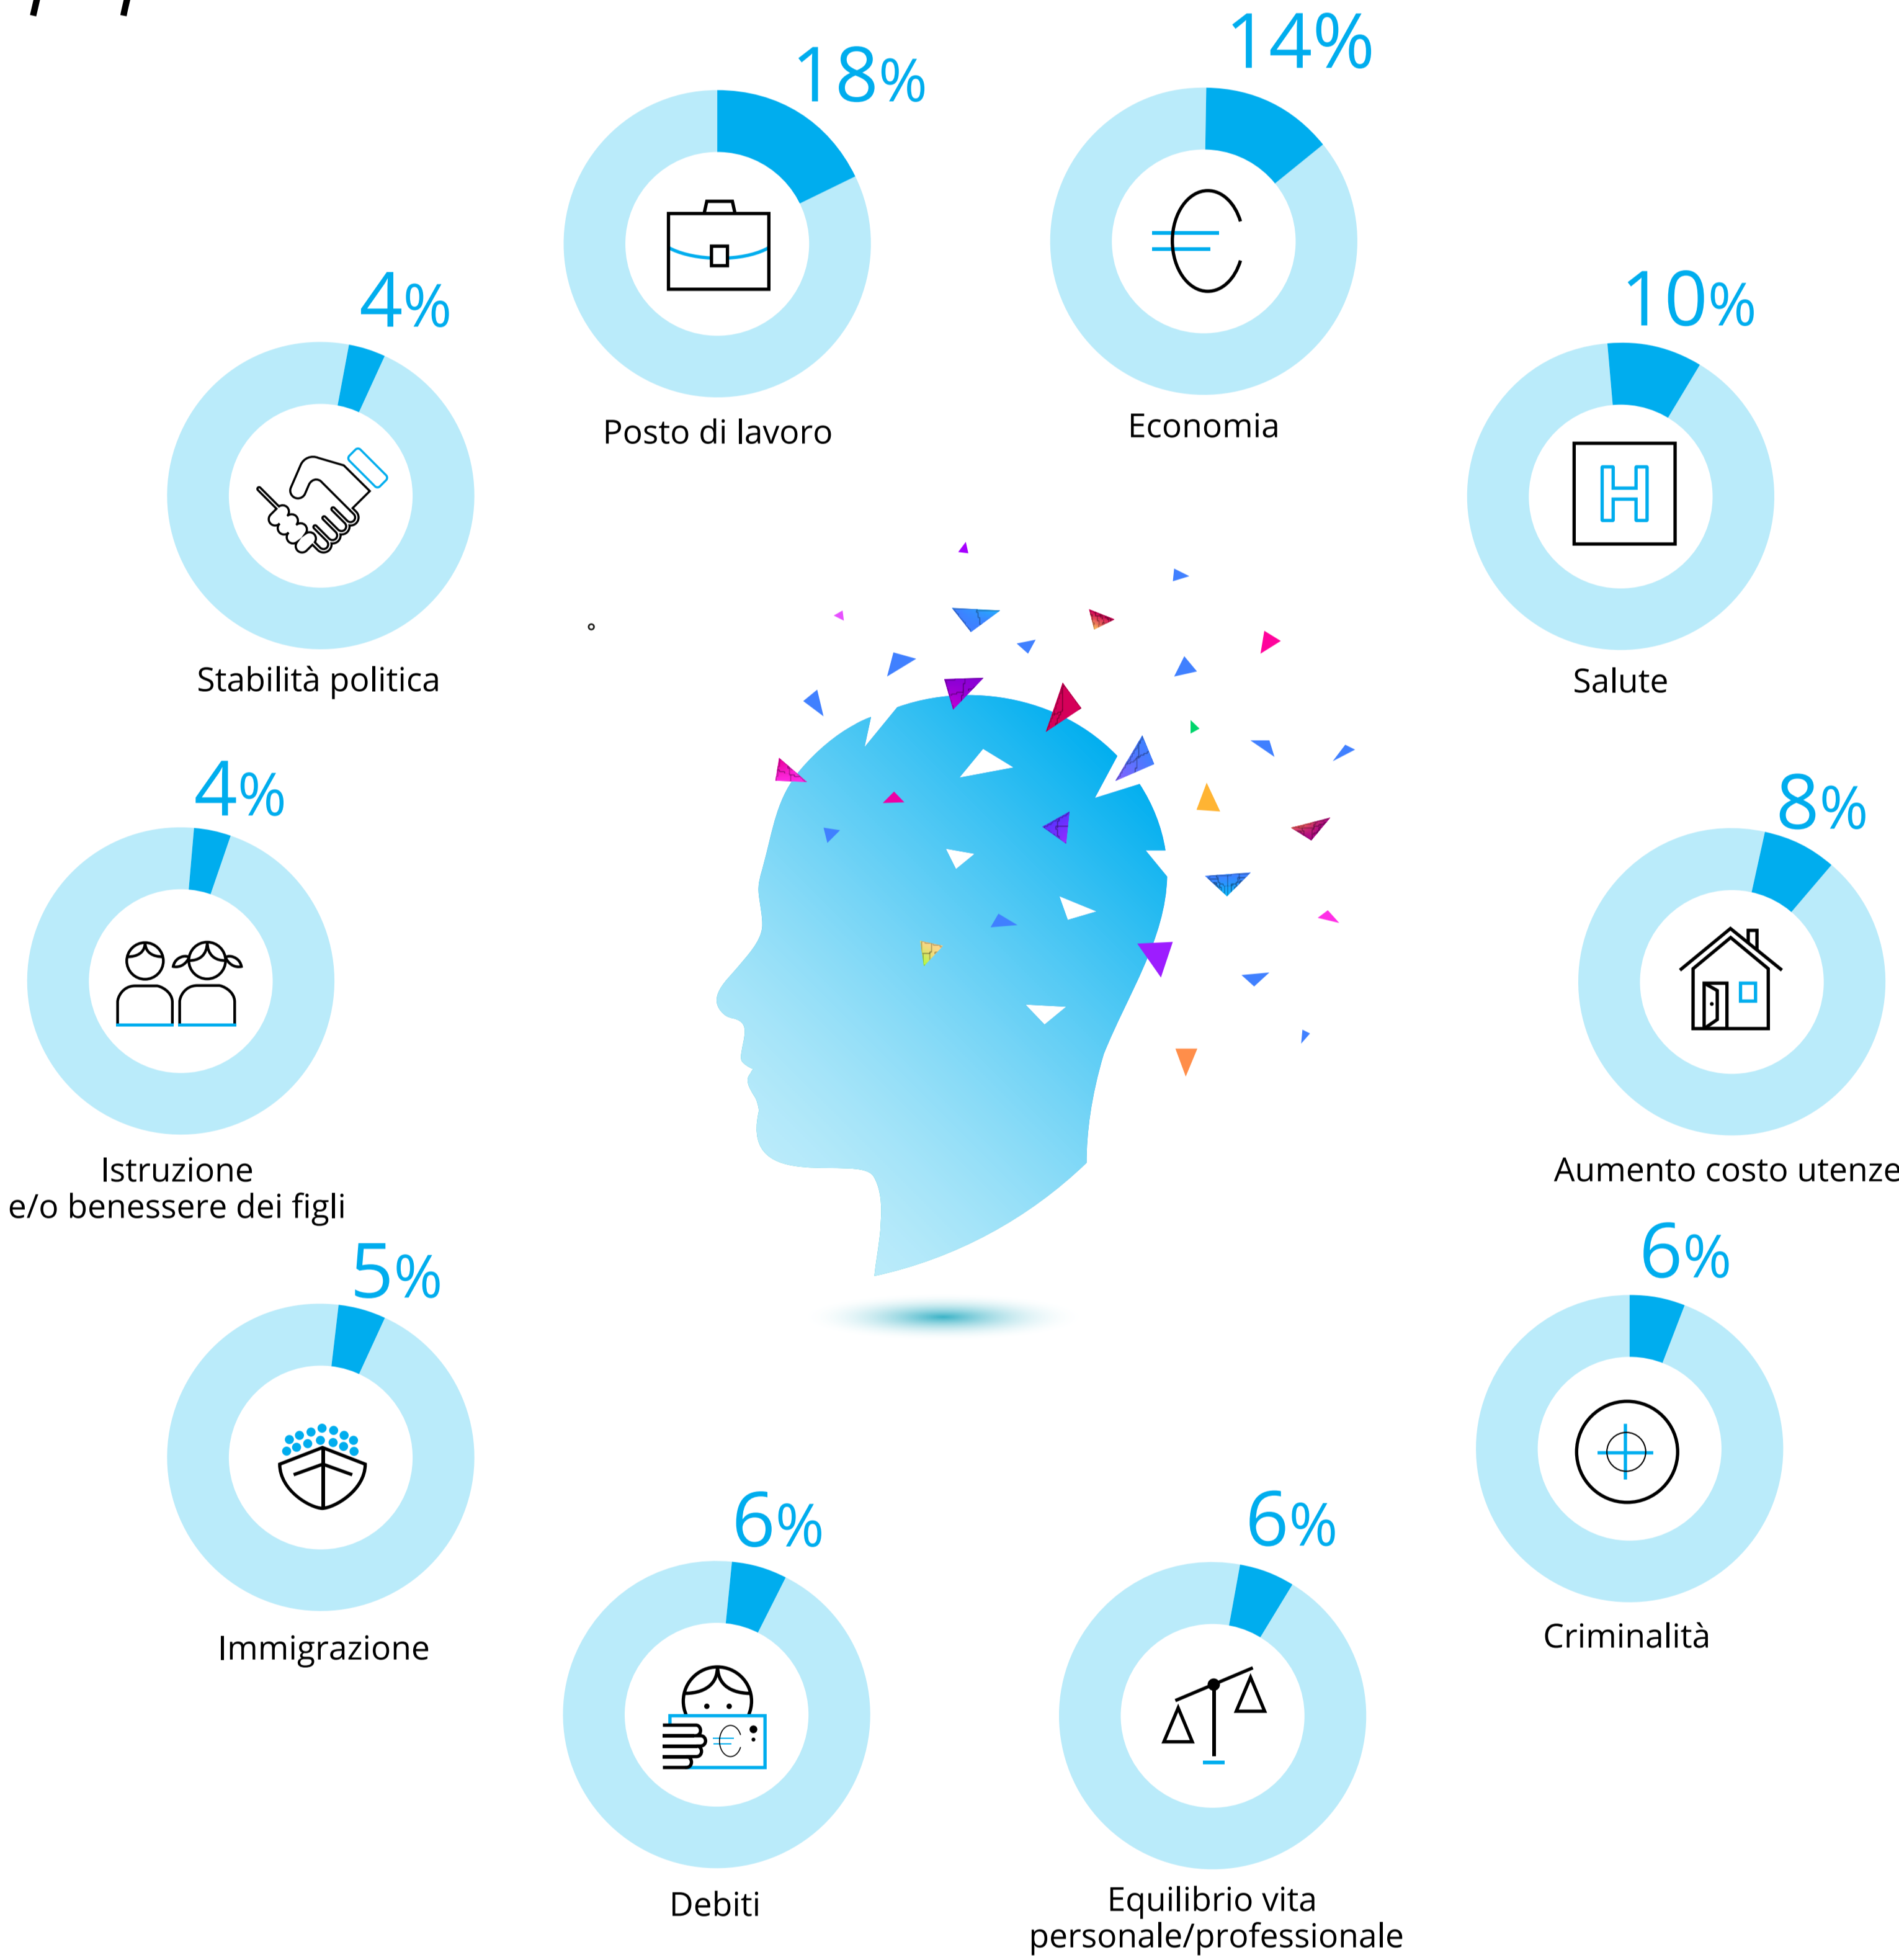 18%
Posto di lavoro
14%
Economia
10%
Salute
8%
Aumento costo utenze
6%
Criminalità
6%
Equilibrio vita
personale/professionale
6%
Debiti
5%
Immigrazione
4%
Istruzione
e/o benessere dei figli
4%
Stabilità politica
H
€
€